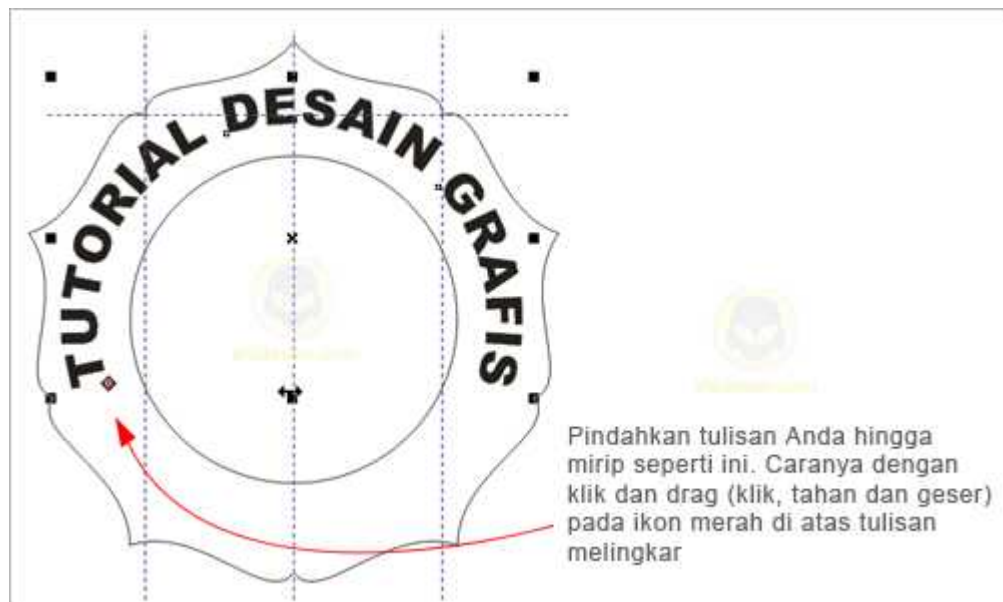 TUTORIAL DESAIN GRAFIS
Pindahkan tulisan Anda hingga
mirip seperti ini. Caranya dengan
klik dan drag (klik, tahan dan geser)
pada ikon merah di atas tulisan
melingkar